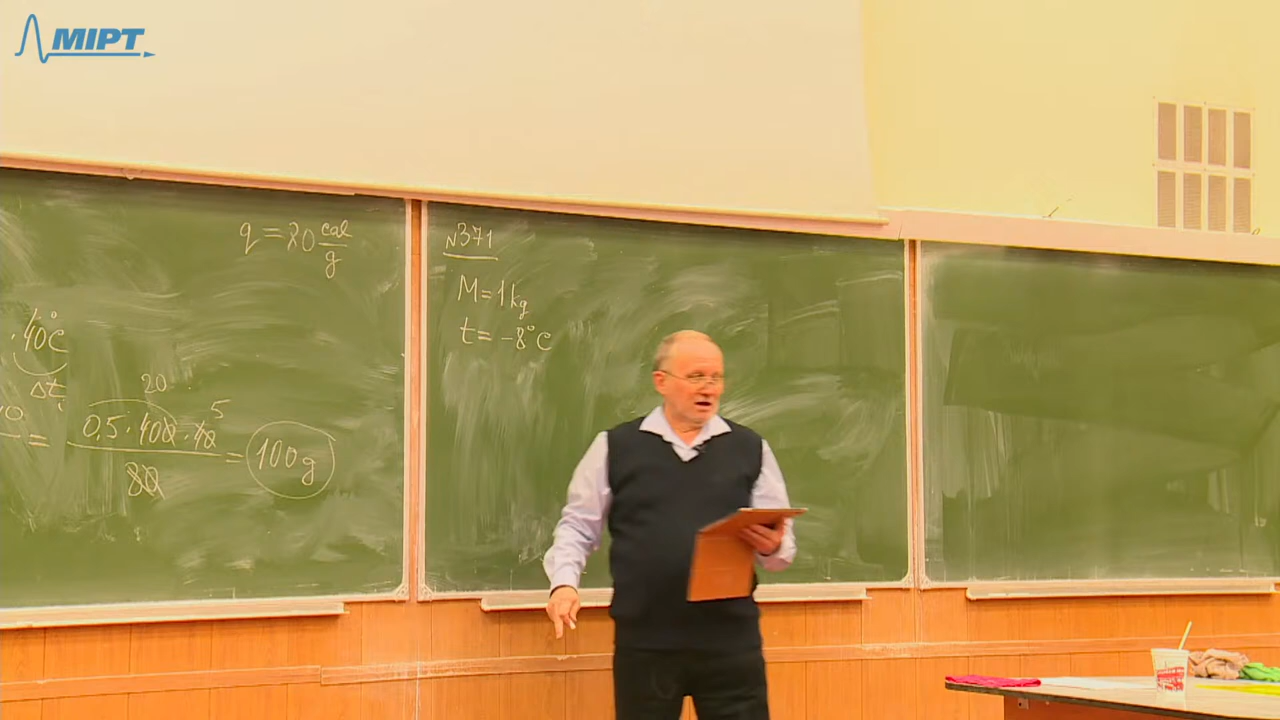 MIPT
q = 80 cal/g
. 40°C
Δt
20
5
0,5 · 400 · 40 / 80 = 100 g
№371
M = 1 kg
t = -8°C